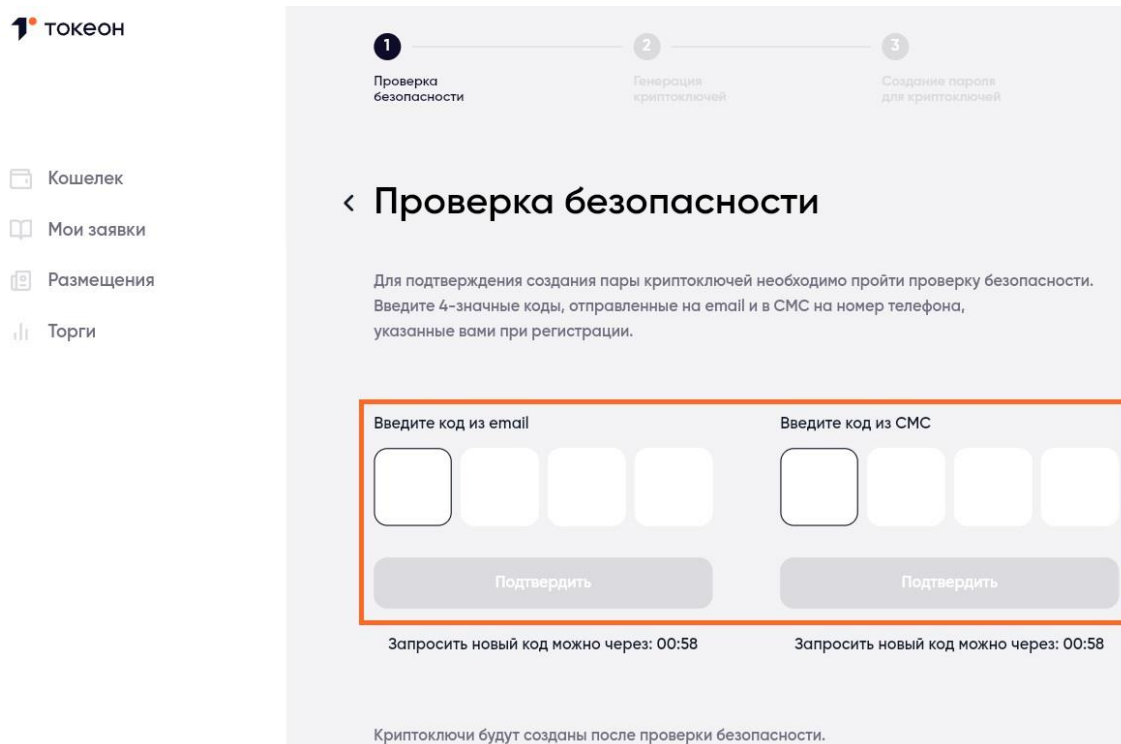 токеон
1
2
3
Проверка
безопасности
Генерация
криптоключей
Создание пароля
для криптоключей
Кошелек
Мои заявки
Размещения
Торги
Проверка безопасности
Для подтверждения создания пары криптоключей необходимо пройти проверку безопасности.
Введите 4-значные коды, отправленные на email и в СМС на номер телефона,
указанные вами при регистрации.
Введите код из email
Введите код из СМС
Подтвердить
Подтвердить
Запросить новый код можно через: 00:58
Запросить новый код можно через: 00:58
Криптоключи будут созданы после проверки безопасности.